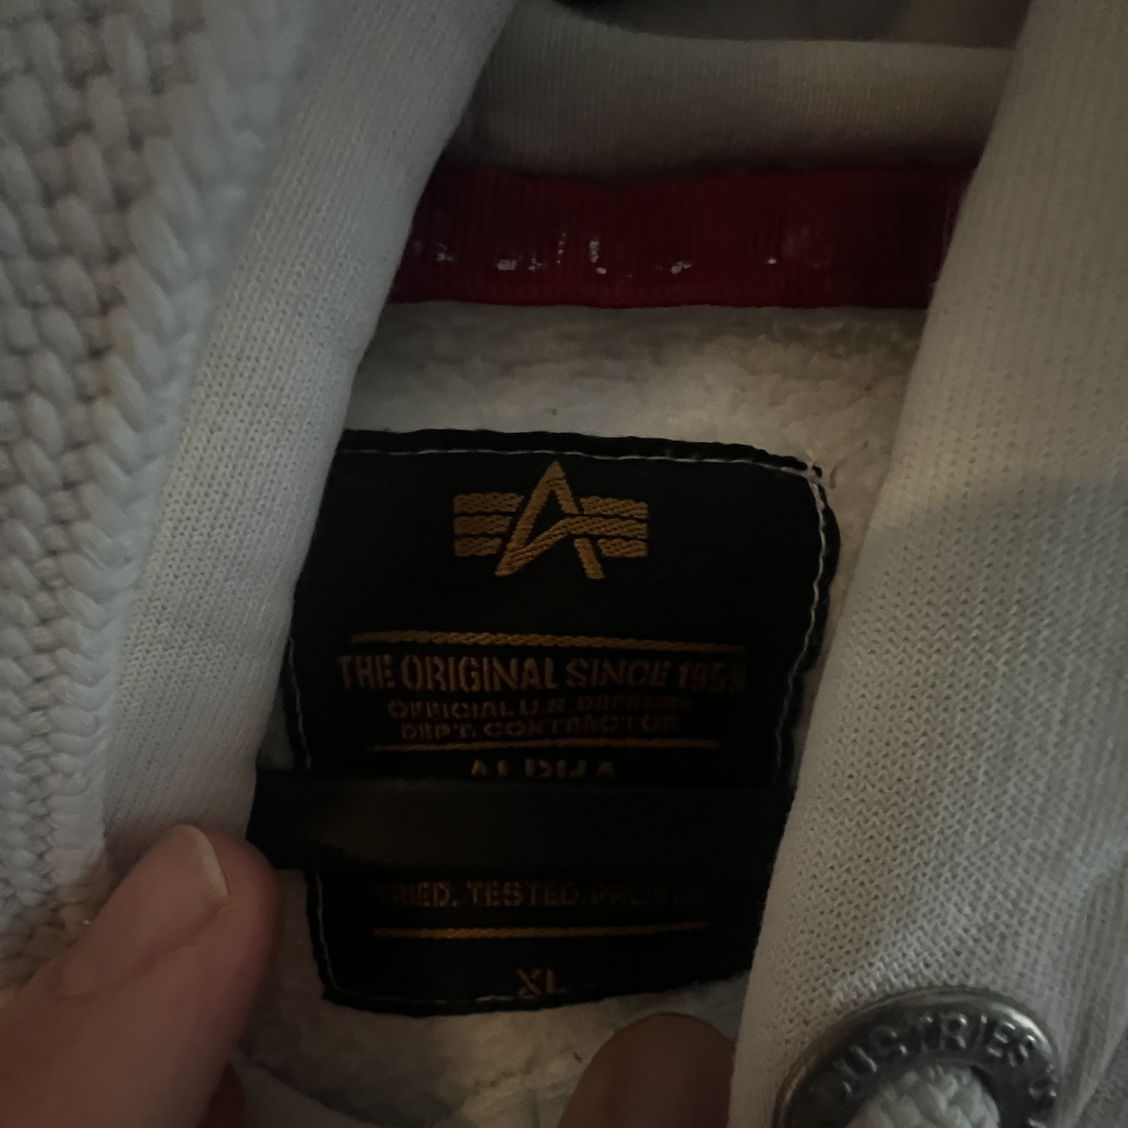 THE ORIGINAL SINCE 1959
OFFICIAL U.S. DEFENSE
DEPT. CONTRACTOR
TRIED. TESTED. PROVEN.
XL